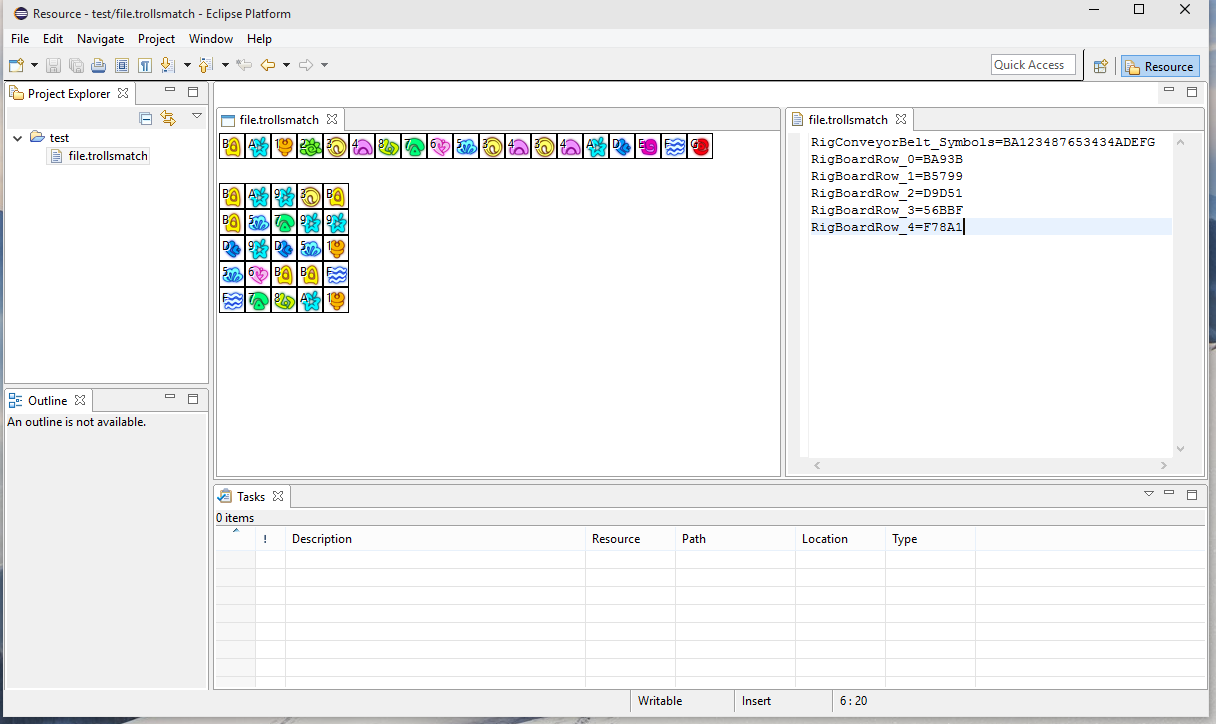 Resource - test/file.trollsmatch - Eclipse Platform
File Edit Navigate Project Window Help
Quick Access
Resource
Project Explorer
test
file.trollsmatch
file.trollsmatch
B A 1 2 3 4 8 7 6 5 3 4 3 4 A D E F G
B A 9 3 B
B 5 7 9 9
D 9 D 5 1
5 6 B B F
F 7 8 A 1
file.trollsmatch
RigConveyorBelt_Symbols=BA123487653434ADEFG
RigBoardRow_0=BA93B
RigBoardRow_1=B5799
RigBoardRow_2=D9D51
RigBoardRow_3=56BBF
RigBoardRow_4=F78A1
Outline
An outline is not available.
Tasks
0 items
! Description Resource Path Location Type
Writable Insert 6 : 20